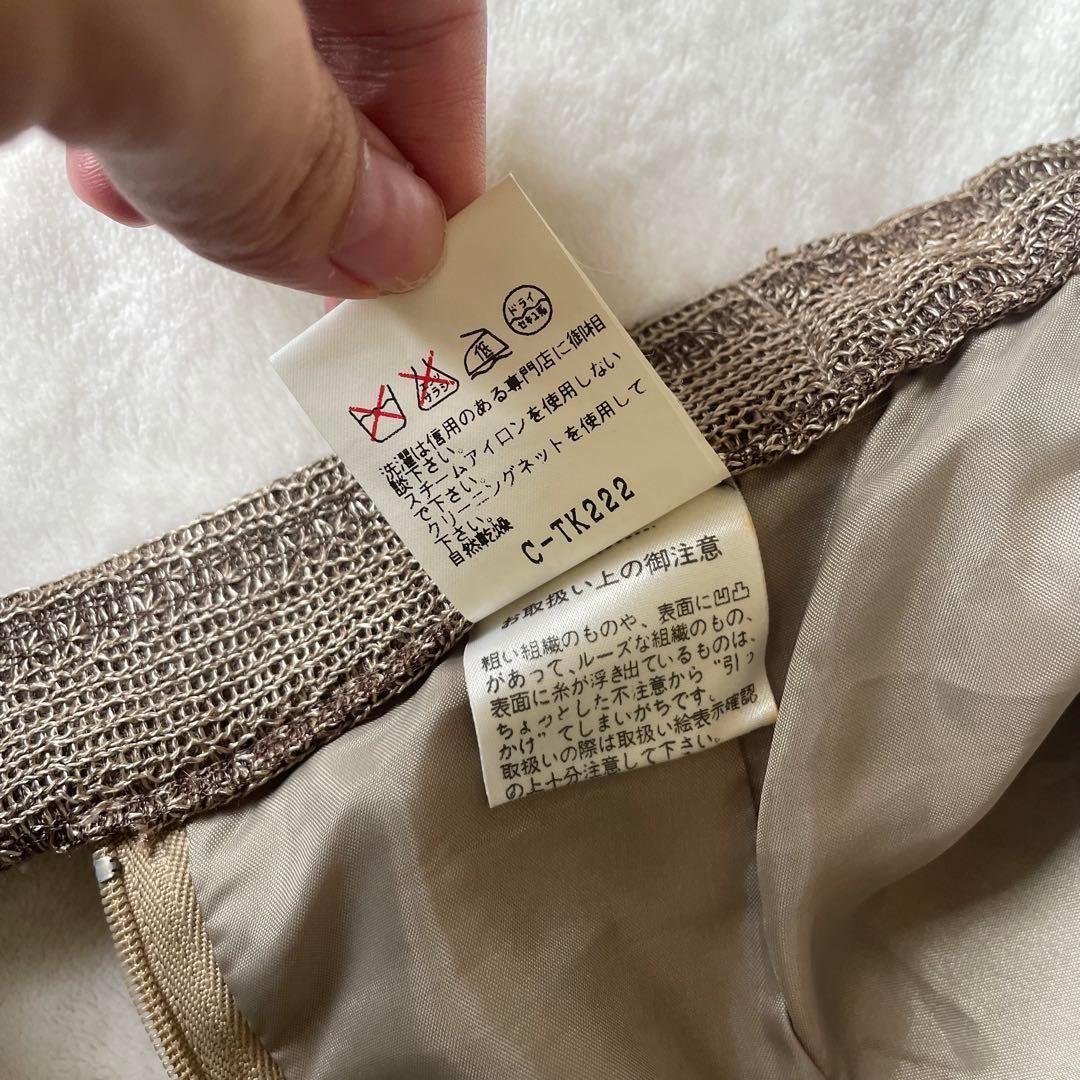 ドライ
セキユ系
エンソ
サラシ
低
洗濯は信用のある専門店に御相
談下さい。
スチームアイロンを使用しない
で下さい。
クリーニングネットを使用して
下さい。
自然乾燥
C-TK222
お取扱い上の御注意
粗い組織のものや、表面に凹凸
があって、ルーズな組織のもの、
表面に糸が浮き出ているものは、
ちょっとした不注意から"引っ
かけ"てしまいがちです。
取扱いの際は取扱い絵表示確認
の上十分注意して下さい。